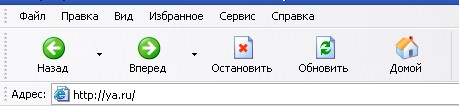 Файл Правка Вид Избранное Сервис Справка
Назад Вперед Остановить Обновить Домой
Адрес: http://ya.ru/